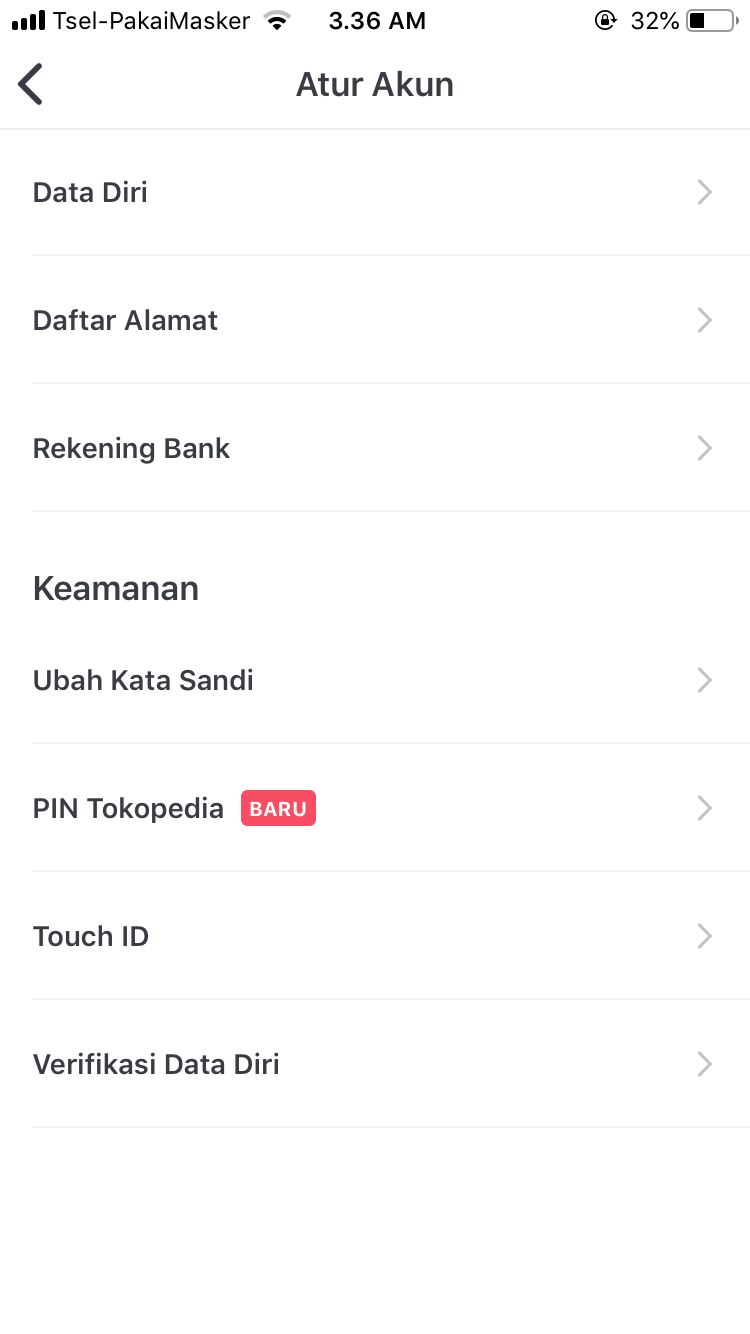 Tsel-PakaiMasker 3.36 AM 32%
Atur Akun
Data Diri
Daftar Alamat
Rekening Bank
Keamanan
Ubah Kata Sandi
PIN Tokopedia BARU
Touch ID
Verifikasi Data Diri